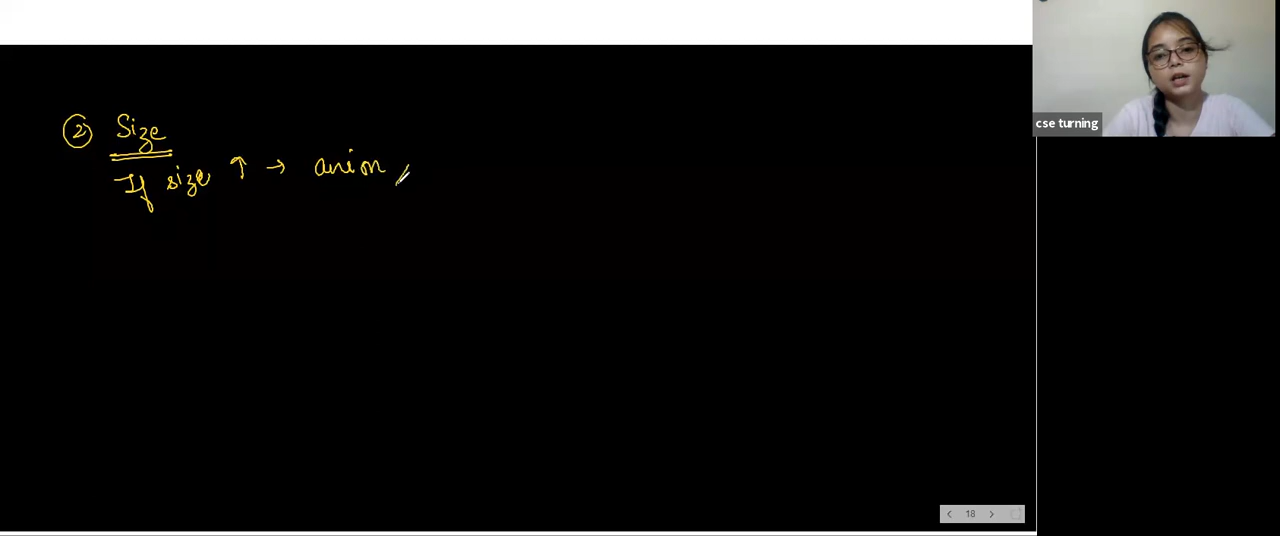 ② Size
If size ↑ → anion
cse turning
18